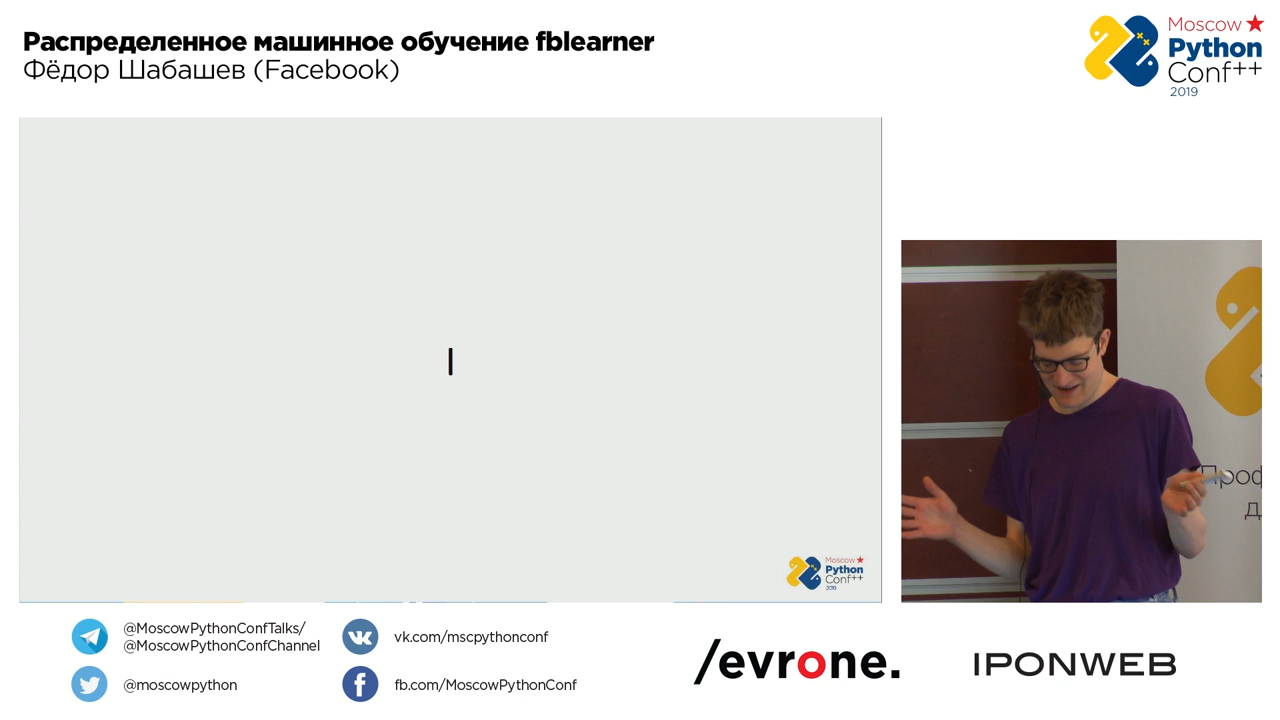 Распределенное машинное обучение fblearner
Фёдор Шабашев (Facebook)
Moscow
Python
Conf++
2019
Moscow
Python
Conf++
2019
Проф
д
@MoscowPythonConfTalks/
@MoscowPythonConfChannel
vk.com/mscpythonconf
@moscowpython
fb.com/MoscowPythonConf
/evrone.
IPONWEB